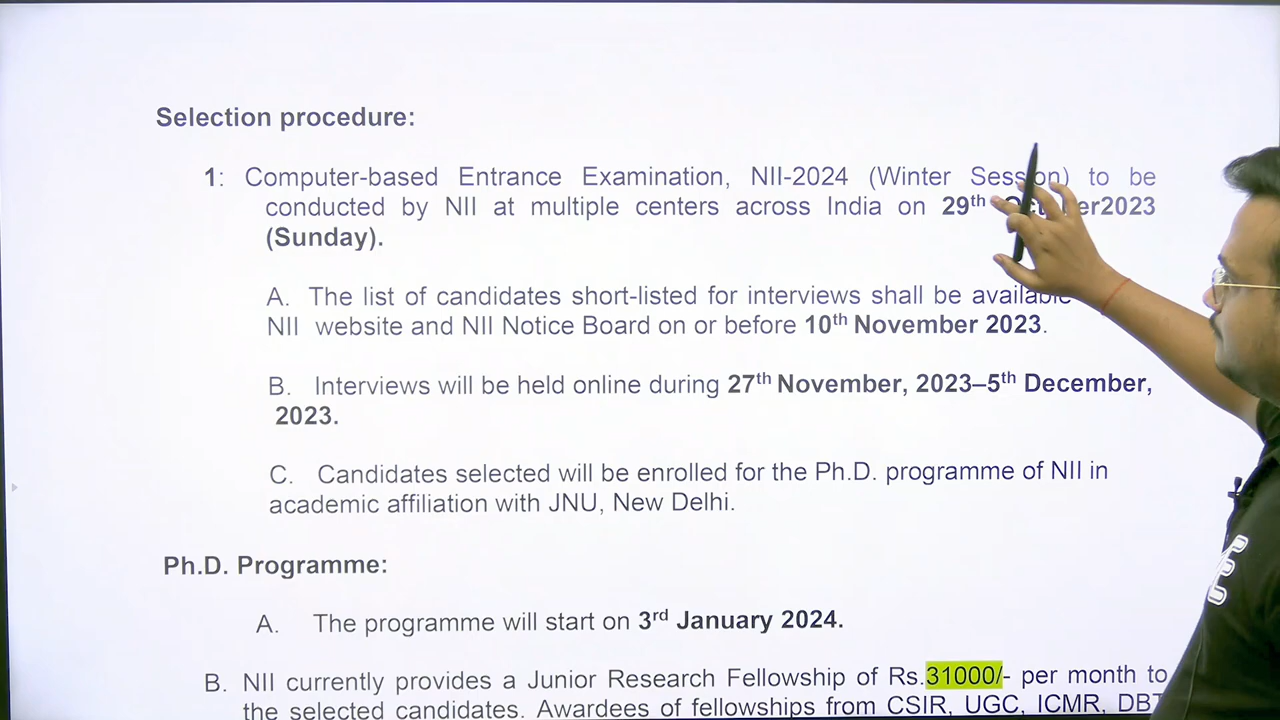 Selection procedure:
1: Computer-based Entrance Examination, NII-2024 (Winter Session) to be
conducted by NII at multiple centers across India on 29th October2023
(Sunday).
A. The list of candidates short-listed for interviews shall be available
NII website and NII Notice Board on or before 10th November 2023.
B. Interviews will be held online during 27th November, 2023–5th December,
2023.
C. Candidates selected will be enrolled for the Ph.D. programme of NII in
academic affiliation with JNU, New Delhi.
Ph.D. Programme:
A. The programme will start on 3rd January 2024.
B. NII currently provides a Junior Research Fellowship of Rs.31000/- per month to
the selected candidates. Awardees of fellowships from CSIR, UGC, ICMR, DBT